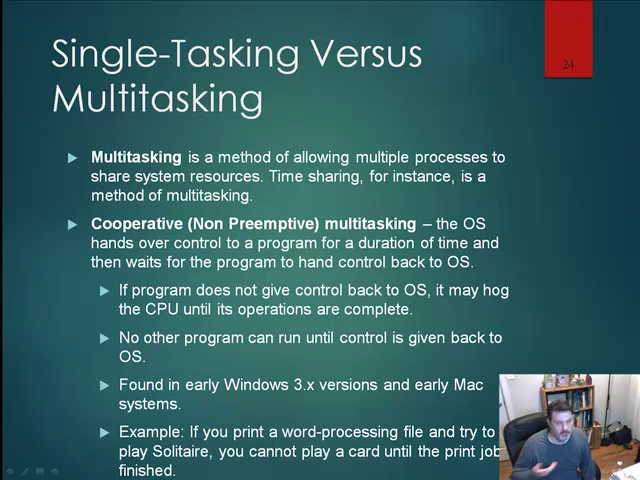 24
Single-Tasking Versus
Multitasking
Multitasking is a method of allowing multiple processes to
share system resources. Time sharing, for instance, is a
method of multitasking.
Cooperative (Non Preemptive) multitasking – the OS
hands over control to a program for a duration of time and
then waits for the program to hand control back to OS.
If program does not give control back to OS, it may hog
the CPU until its operations are complete.
No other program can run until control is given back to
OS.
Found in early Windows 3.x versions and early Mac
systems.
Example: If you print a word-processing file and try to
play Solitaire, you cannot play a card until the print job
finished.